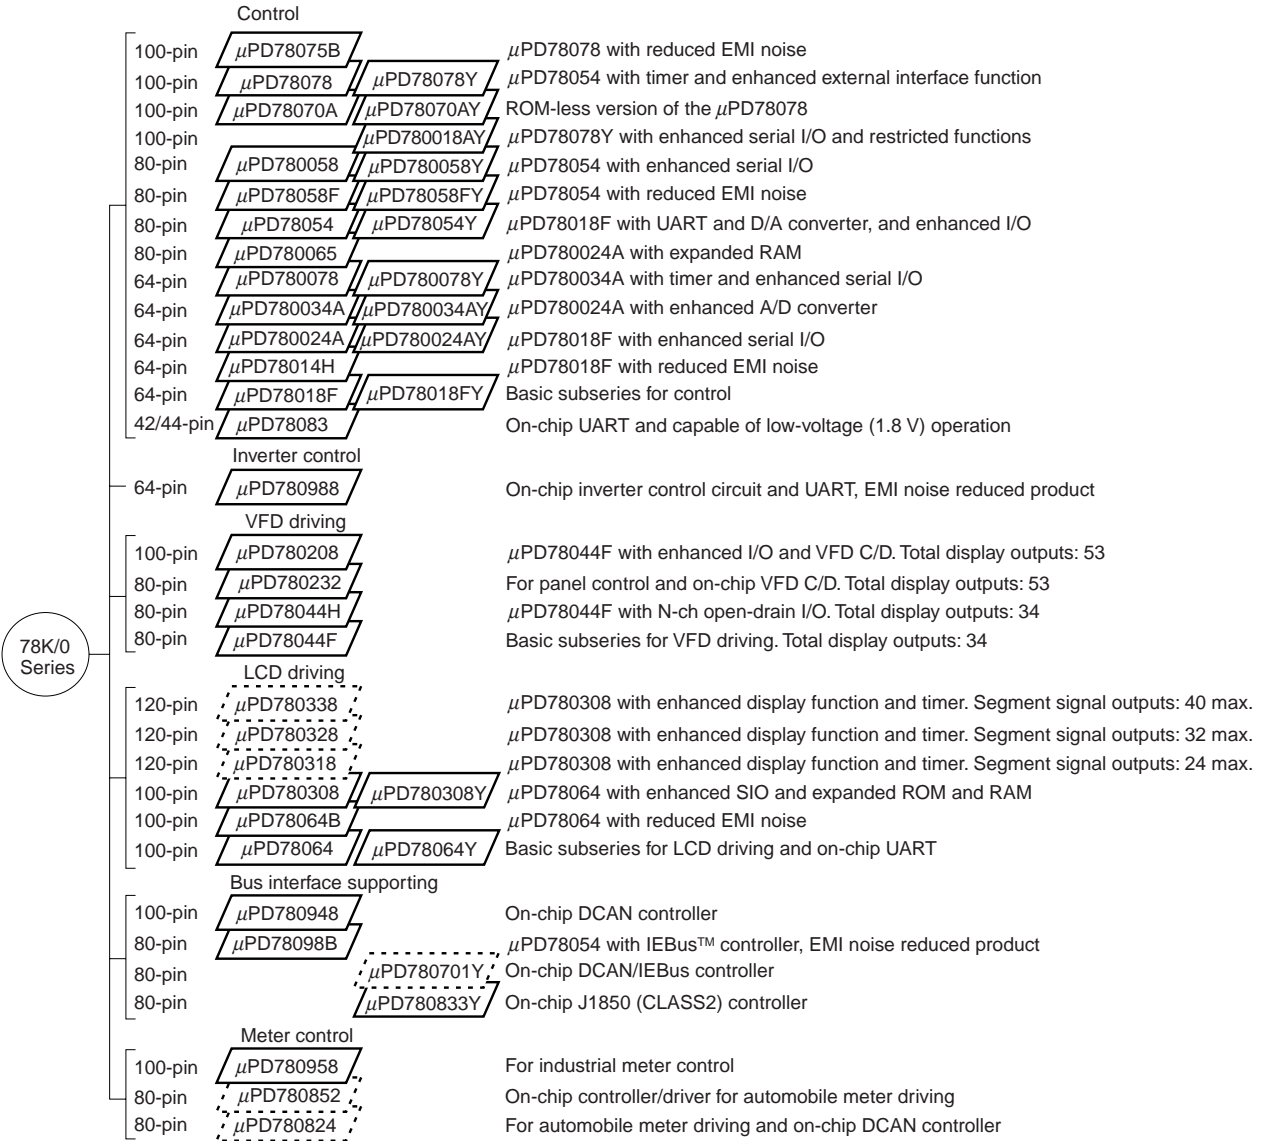 Control
100-pin μPD78075B μPD78078 with reduced EMI noise
100-pin μPD78078 μPD78078Y μPD78054 with timer and enhanced external interface function
100-pin μPD78070A μPD78070AY ROM-less version of the μPD78078
100-pin μPD780018AY μPD78078Y with enhanced serial I/O and restricted functions
80-pin μPD780058 μPD780058Y μPD78054 with enhanced serial I/O
80-pin μPD78058F μPD78058FY μPD78054 with reduced EMI noise
80-pin μPD78054 μPD78054Y μPD78018F with UART and D/A converter, and enhanced I/O
80-pin μPD780065 μPD780024A with expanded RAM
64-pin μPD780078 μPD780078Y μPD780034A with timer and enhanced serial I/O
64-pin μPD780034A μPD780034AY μPD780024A with enhanced A/D converter
64-pin μPD780024A μPD780024AY μPD78018F with enhanced serial I/O
64-pin μPD78014H μPD78018F with reduced EMI noise
64-pin μPD78018F μPD78018FY Basic subseries for control
42/44-pin μPD78083 On-chip UART and capable of low-voltage (1.8 V) operation
Inverter control
64-pin μPD780988 On-chip inverter control circuit and UART, EMI noise reduced product
VFD driving
100-pin μPD780208 μPD78044F with enhanced I/O and VFD C/D. Total display outputs: 53
80-pin μPD780232 For panel control and on-chip VFD C/D. Total display outputs: 53
80-pin μPD78044H μPD78044F with N-ch open-drain I/O. Total display outputs: 34
80-pin μPD78044F Basic subseries for VFD driving. Total display outputs: 34
78K/0
Series
LCD driving
120-pin μPD780338 μPD780308 with enhanced display function and timer. Segment signal outputs: 40 max.
120-pin μPD780328 μPD780308 with enhanced display function and timer. Segment signal outputs: 32 max.
120-pin μPD780318 μPD780308 with enhanced display function and timer. Segment signal outputs: 24 max.
100-pin μPD780308 μPD780308Y μPD78064 with enhanced SIO and expanded ROM and RAM
100-pin μPD78064B μPD78064 with reduced EMI noise
100-pin μPD78064 μPD78064Y Basic subseries for LCD driving and on-chip UART
Bus interface supporting
100-pin μPD780948 On-chip DCAN controller
80-pin μPD78098B μPD78054 with IEBus™ controller, EMI noise reduced product
80-pin μPD780701Y On-chip DCAN/IEBus controller
80-pin μPD780833Y On-chip J1850 (CLASS2) controller
Meter control
100-pin μPD780958 For industrial meter control
80-pin μPD780852 On-chip controller/driver for automobile meter driving
80-pin μPD780824 For automobile meter driving and on-chip DCAN controller